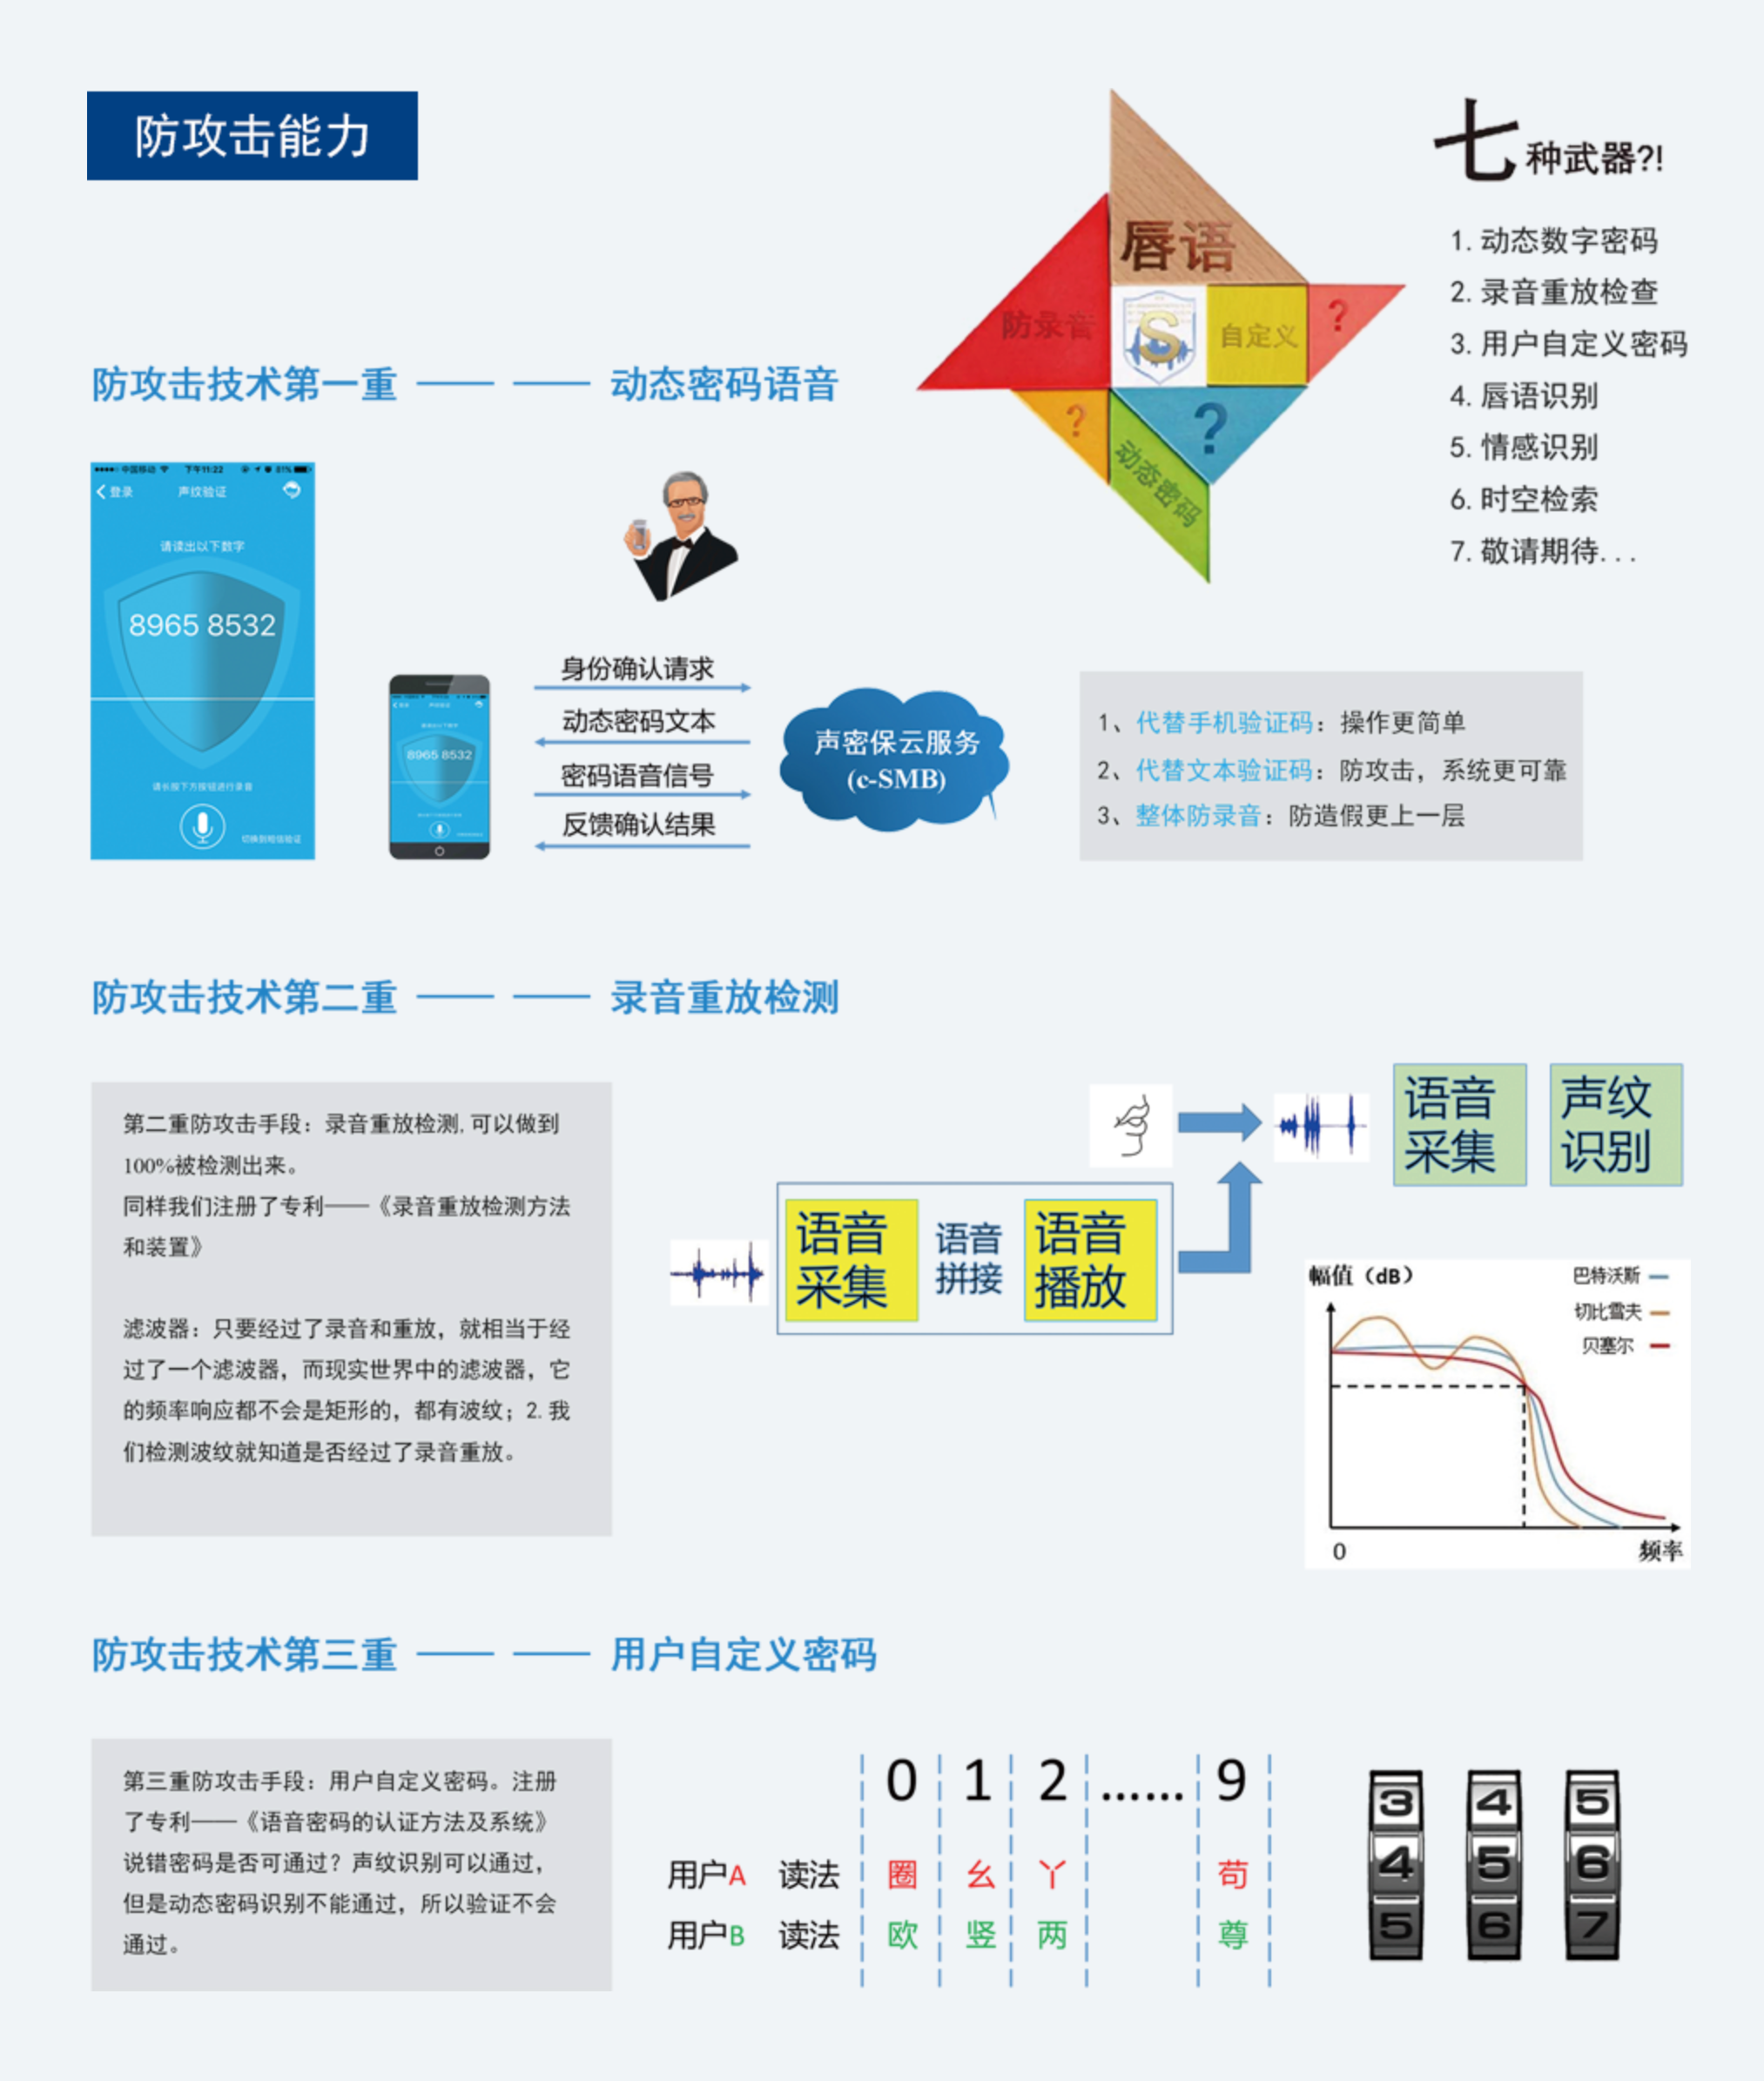 防攻击能力
七种武器?!
1. 动态数字密码
2. 录音重放检查
3. 用户自定义密码
4. 唇语识别
5. 情感识别
6. 时空检索
7. 敬请期待...
唇语
防录音
S
自定义
?
?
?
动态密码
防攻击技术第一重 —— —— 动态密码语音
中国移动 下午11:22 81%
登录 声纹验证
请读出以下数字
8965 8532
请长按下方按钮进行录音
切换到短信验证
8965 8532
身份确认请求
动态密码文本
密码语音信号
反馈确认结果
声密保云服务
(c-SMB)
1、代替手机验证码：操作更简单
2、代替文本验证码：防攻击，系统更可靠
3、整体防录音：防造假更上一层
防攻击技术第二重 —— —— 录音重放检测
第二重防攻击手段：录音重放检测,可以做到
100%被检测出来。
同样我们注册了专利——《录音重放检测方法
和装置》
滤波器：只要经过了录音和重放，就相当于经
过了一个滤波器，而现实世界中的滤波器，它
的频率响应都不会是矩形的，都有波纹；2.我
们检测波纹就知道是否经过了录音重放。
语音
采集
声纹
识别
语音
采集
语音
拼接
语音
播放
幅值（dB）
巴特沃斯
切比雪夫
贝塞尔
0
频率
防攻击技术第三重 —— —— 用户自定义密码
第三重防攻击手段：用户自定义密码。注册
了专利——《语音密码的认证方法及系统》
说错密码是否可通过？声纹识别可以通过，
但是动态密码识别不能通过，所以验证不会
通过。
0 1 2 …… 9
用户A 读法 圈 幺 丫 苟
用户B 读法 欧 竖 两 尊
3 4 5
4 5 6
5 6 7